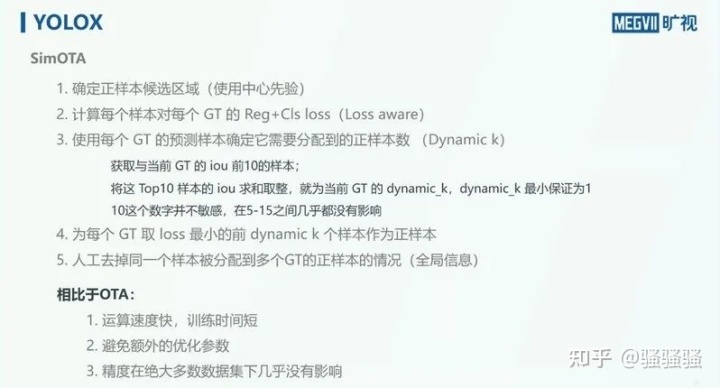 YOLOX
MEGVII 旷视
SimOTA
1. 确定正样本候选区域（使用中心先验）
2. 计算每个样本对每个 GT 的 Reg+Cls loss（Loss aware）
3. 使用每个 GT 的预测样本确定它需要分配到的正样本数 （Dynamic k）
获取与当前 GT 的 iou 前10的样本；
将这 Top10 样本的 iou 求和取整，就为当前 GT 的 dynamic_k，dynamic_k 最小保证为1
10这个数字并不敏感，在5-15之间几乎都没有影响
4. 为每个 GT 取 loss 最小的前 dynamic k 个样本作为正样本
5. 人工去掉同一个样本被分配到多个GT的正样本的情况（全局信息）
相比于OTA：
1. 运算速度快，训练时间短
2. 避免额外的优化参数
3. 精度在绝大多数数据集下几乎没有影响
知乎 @骚骚骚